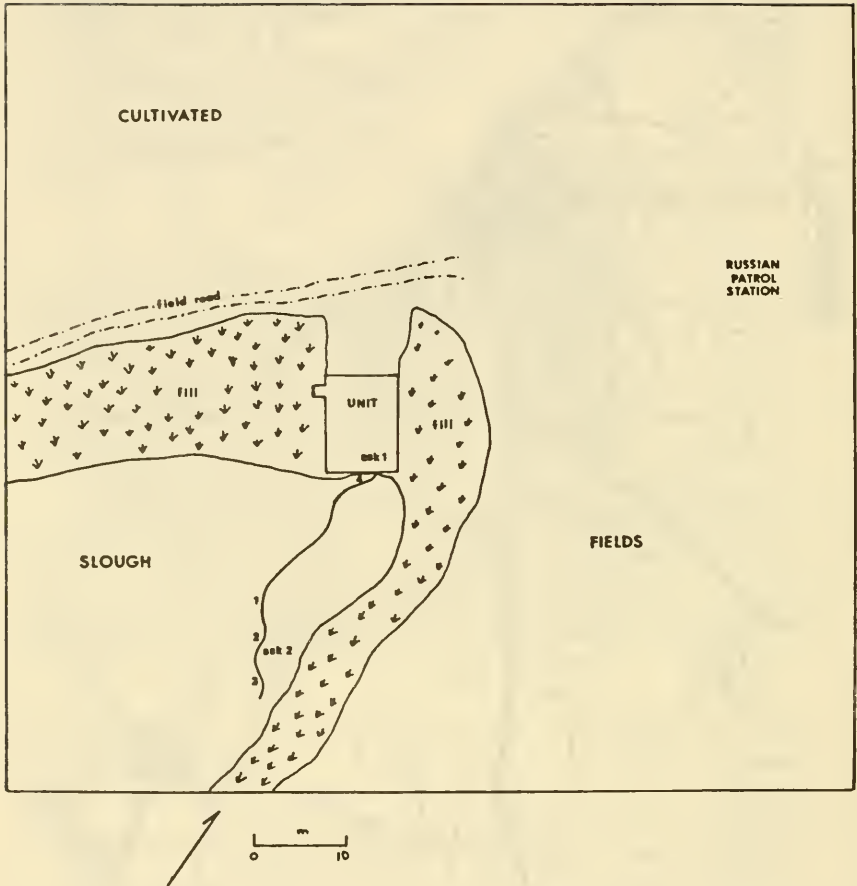 CULTIVATED
RUSSIAN
PATROL
STATION
field road
fill
UNIT
fill
ask 1
4
FIELDS
SLOUGH
1
2
ask 2
3
m
0 10